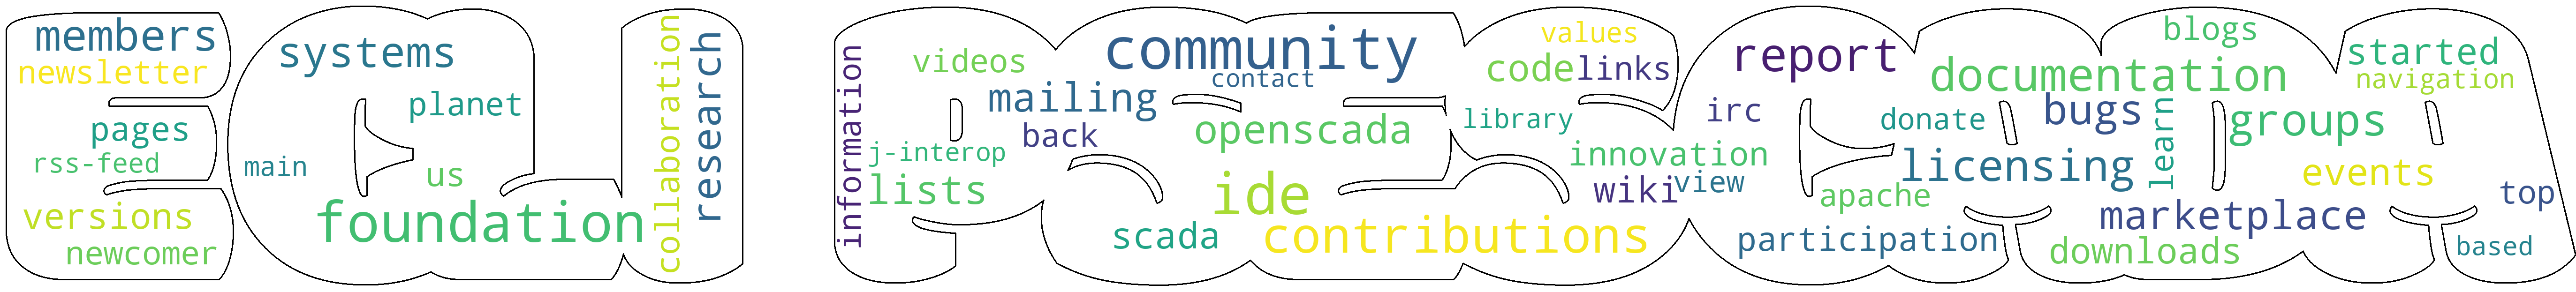 members
newsletter
pages
rss-feed
versions
newcomer
systems
planet
main
us
foundation
collaboration
research
information
videos
j-interop
lists
community
contact
mailing
back
openscada
ide
scada
contributions
values
code
links
library
innovation
wiki
view
report
irc
donate
licensing
apache
participation
documentation
blogs
bugs
learn
groups
started
navigation
events
marketplace
downloads
top
based